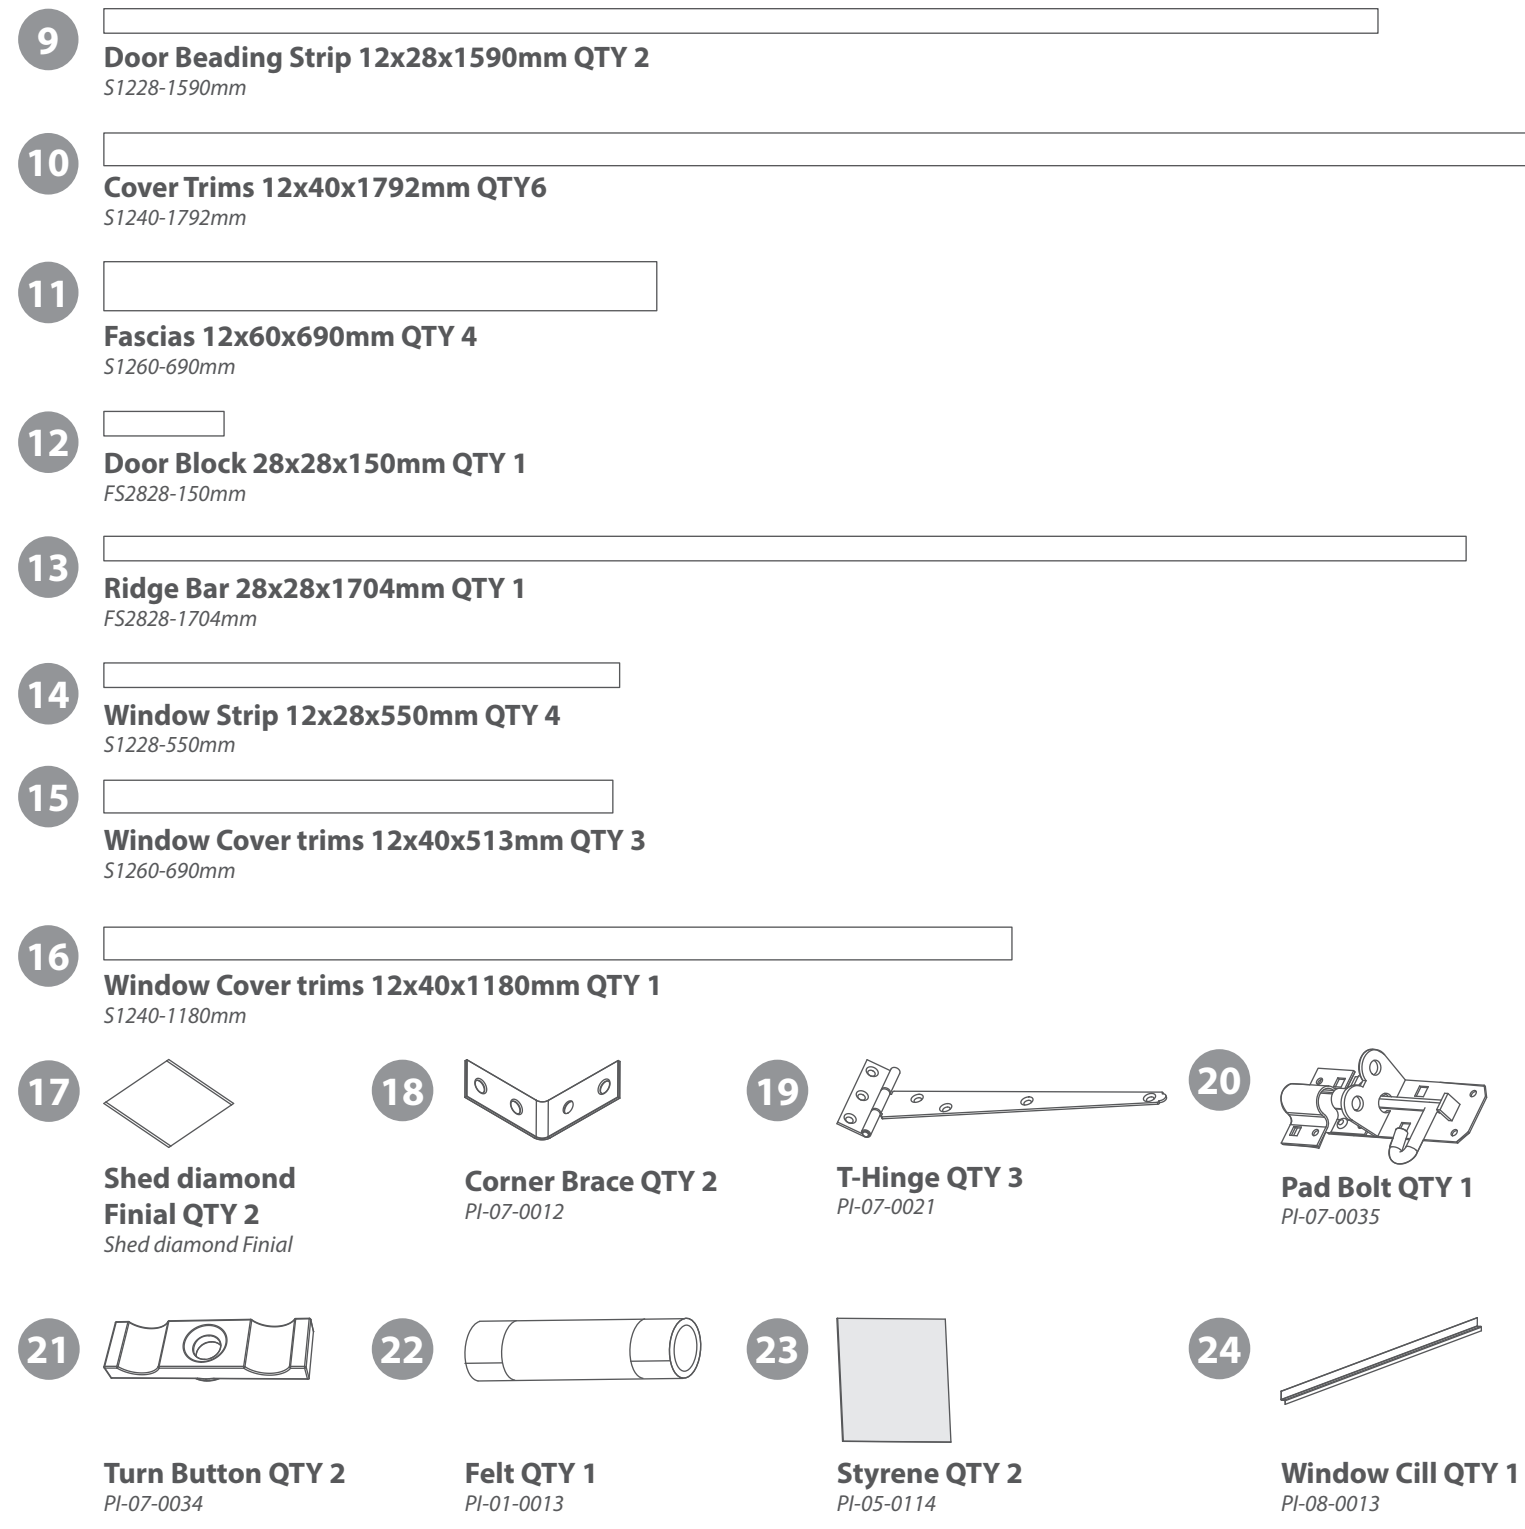 9
Door Beading Strip 12x28x1590mm QTY 2
S1228-1590mm
10
Cover Trims 12x40x1792mm QTY6
S1240-1792mm
11
Fascias 12x60x690mm QTY 4
S1260-690mm
12
Door Block 28x28x150mm QTY 1
FS2828-150mm
13
Ridge Bar 28x28x1704mm QTY 1
FS2828-1704mm
14
Window Strip 12x28x550mm QTY 4
S1228-550mm
15
Window Cover trims 12x40x513mm QTY 3
S1260-690mm
16
Window Cover trims 12x40x1180mm QTY 1
S1240-1180mm
17
Shed diamond
Finial QTY 2
Shed diamond Finial
18
Corner Brace QTY 2
PI-07-0012
19
T-Hinge QTY 3
PI-07-0021
20
Pad Bolt QTY 1
PI-07-0035
21
Turn Button QTY 2
PI-07-0034
22
Felt QTY 1
PI-01-0013
23
Styrene QTY 2
PI-05-0114
24
Window Cill QTY 1
PI-08-0013